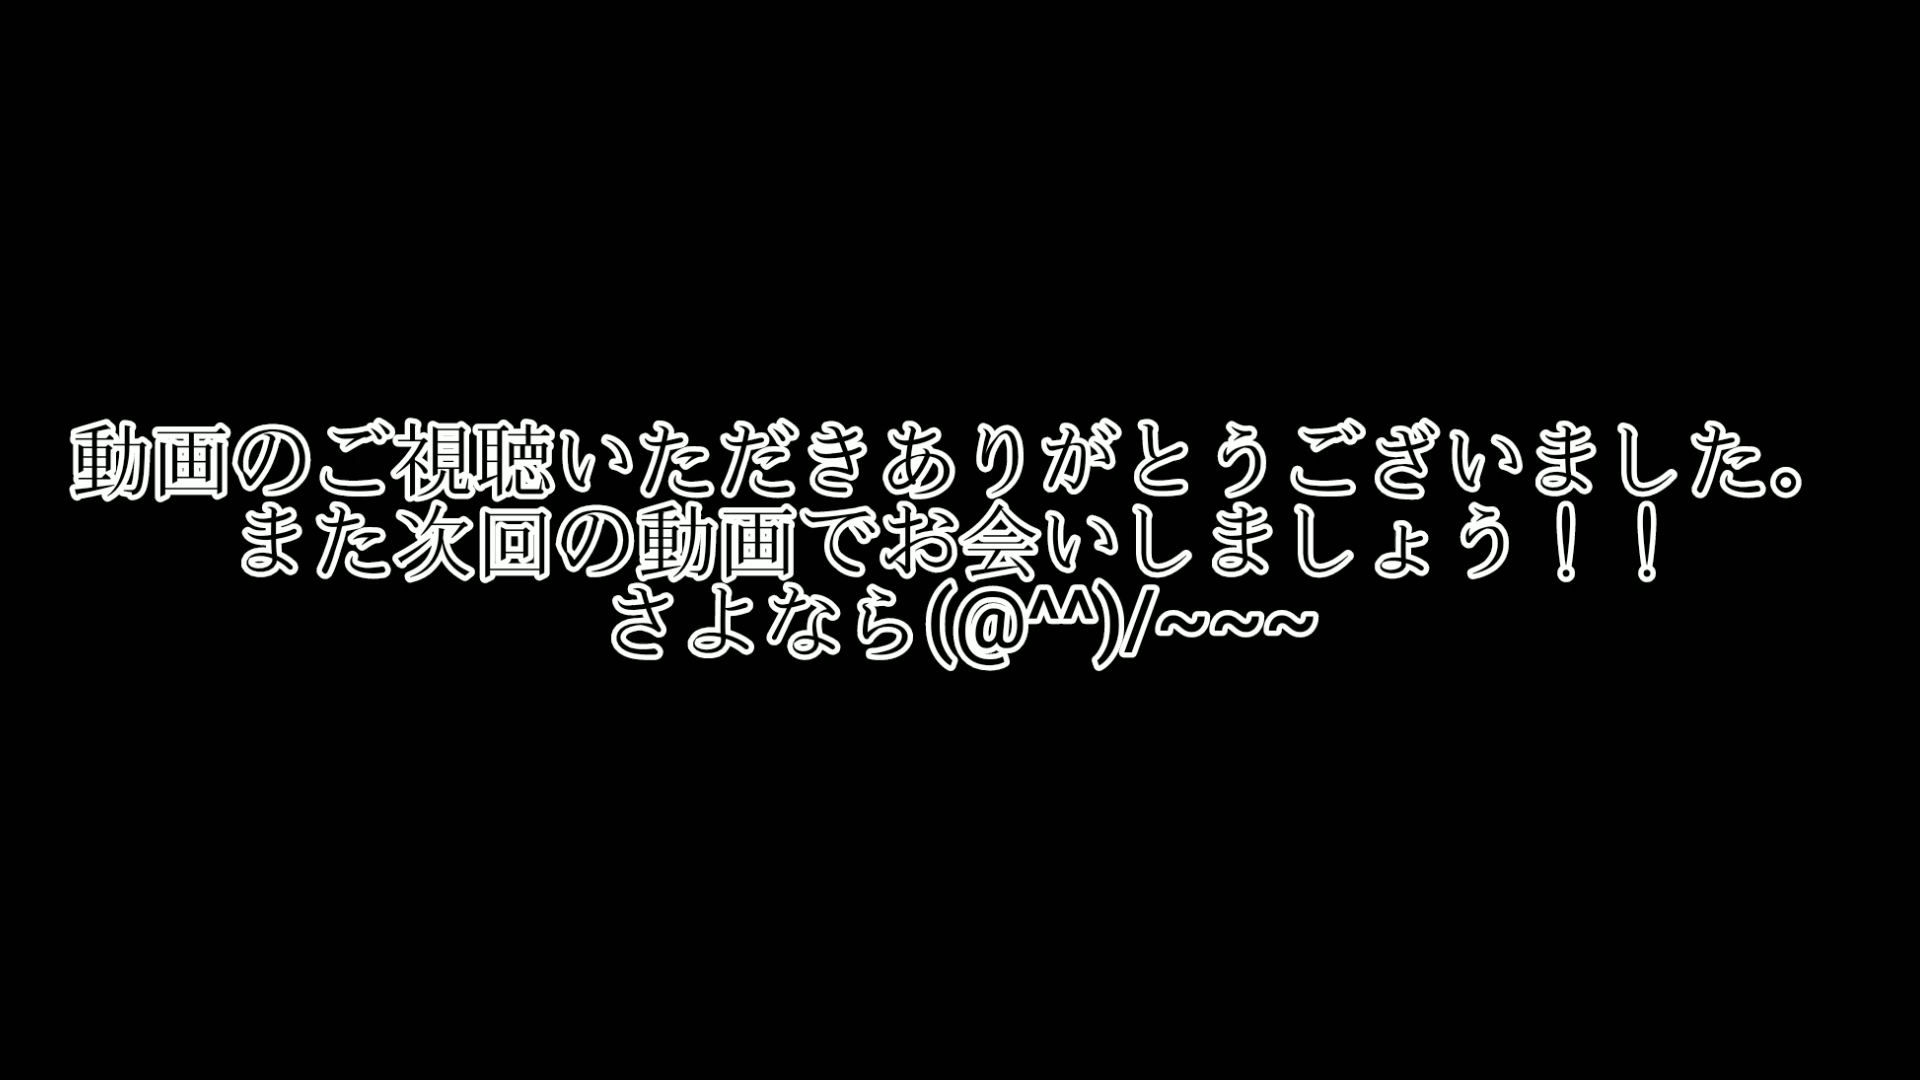 動画のご視聴いただきありがとうございました。
また次回の動画でお会いしましょう！！
さよなら(@^^)/~~~